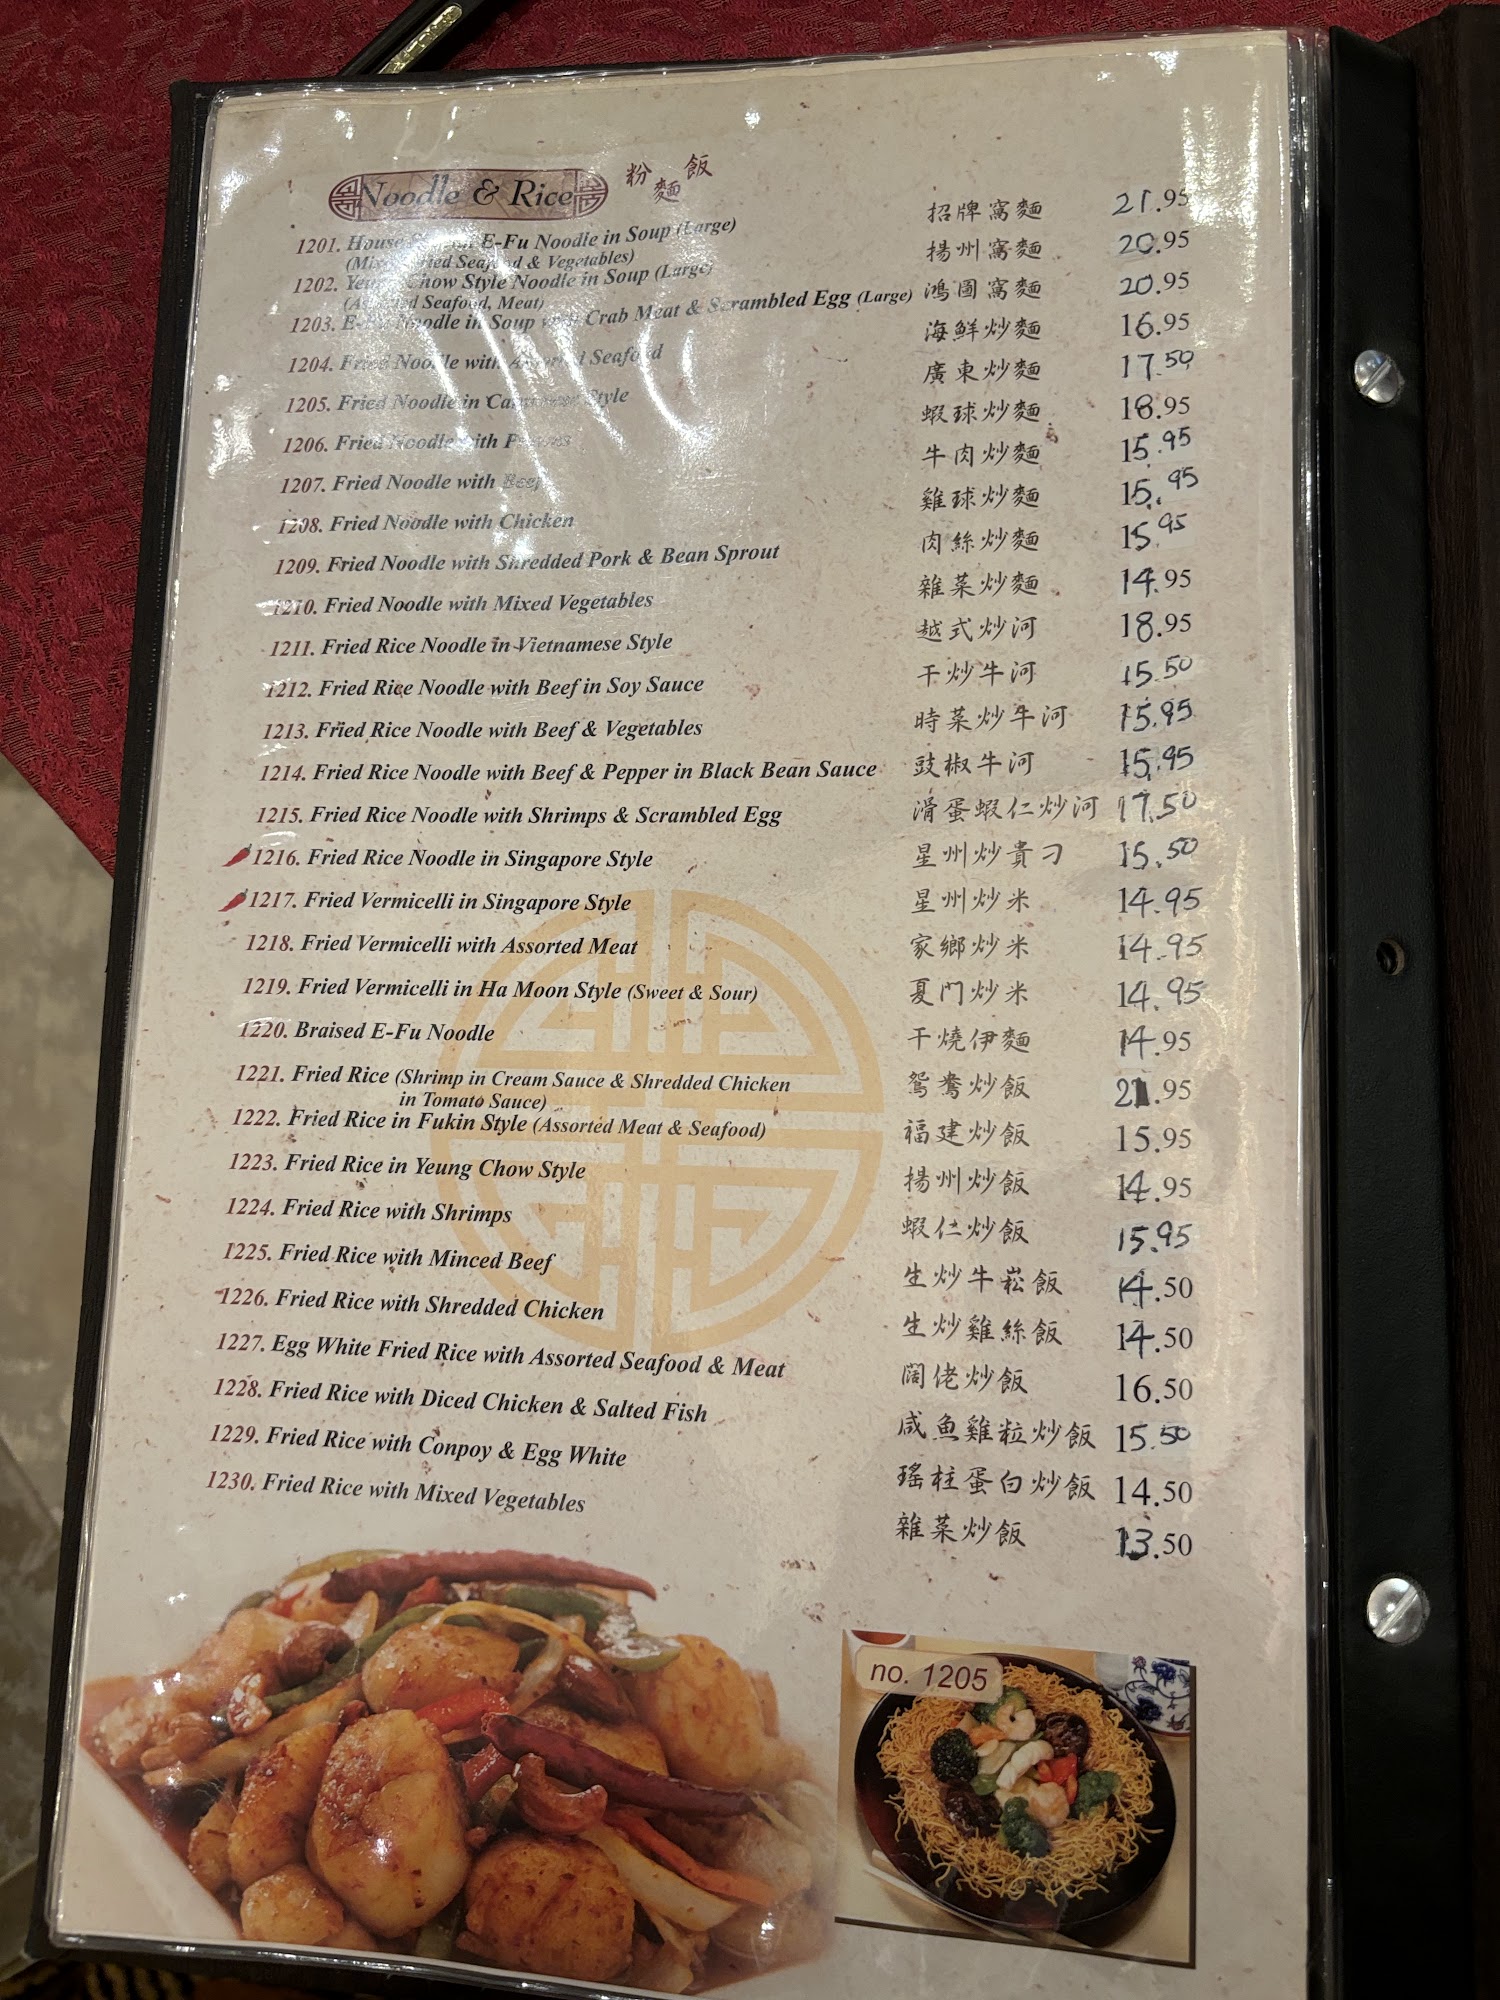 Noodle & Rice 粉麵飯
1201. House E-Fu Noodle in Soup (Large) 招牌窩麵 21.95
(Mixed Fried Seafood & Vegetables)
1202. Yeung Chow Style Noodle in Soup (Large) 揚州窩麵 20.95
(Assorted Seafood, Meat)
1203. E-Fu Noodle in Soup with Crab Meat & Scrambled Egg (Large) 鴻圖窩麵 20.95
1204. Fried Noodle with Assorted Seafood 海鮮炒麵 16.95
1205. Fried Noodle in Cantonese Style 廣東炒麵 17.50
1206. Fried Noodle with Prawns 蝦球炒麵 18.95
1207. Fried Noodle with Beef 牛肉炒麵 15.95
1208. Fried Noodle with Chicken 雞球炒麵 15.95
1209. Fried Noodle with Shredded Pork & Bean Sprout 肉絲炒麵 15.95
1210. Fried Noodle with Mixed Vegetables 雜菜炒麵 14.95
1211. Fried Rice Noodle in Vietnamese Style 越式炒河 18.95
1212. Fried Rice Noodle with Beef in Soy Sauce 干炒牛河 15.50
1213. Fried Rice Noodle with Beef & Vegetables 時菜炒牛河 15.95
1214. Fried Rice Noodle with Beef & Pepper in Black Bean Sauce 豉椒牛河 15.95
1215. Fried Rice Noodle with Shrimps & Scrambled Egg 滑蛋蝦仁炒河 17.50
1216. Fried Rice Noodle in Singapore Style 星州炒貴刁 15.50
1217. Fried Vermicelli in Singapore Style 星州炒米 14.95
1218. Fried Vermicelli with Assorted Meat 家鄉炒米 14.95
1219. Fried Vermicelli in Ha Moon Style (Sweet & Sour) 夏門炒米 14.95
1220. Braised E-Fu Noodle 干燒伊麵 14.95
1221. Fried Rice (Shrimp in Cream Sauce & Shredded Chicken 鴛鴦炒飯 21.95
in Tomato Sauce)
1222. Fried Rice in Fukin Style (Assorted Meat & Seafood) 福建炒飯 15.95
1223. Fried Rice in Yeung Chow Style 揚州炒飯 14.95
1224. Fried Rice with Shrimps 蝦仁炒飯 15.95
1225. Fried Rice with Minced Beef 生炒牛崧飯 14.50
1226. Fried Rice with Shredded Chicken 生炒雞絲飯 14.50
1227. Egg White Fried Rice with Assorted Seafood & Meat 闊佬炒飯 16.50
1228. Fried Rice with Diced Chicken & Salted Fish 咸魚雞粒炒飯 15.50
1229. Fried Rice with Conpoy & Egg White 瑤柱蛋白炒飯 14.50
1230. Fried Rice with Mixed Vegetables 雜菜炒飯 13.50
no. 1205